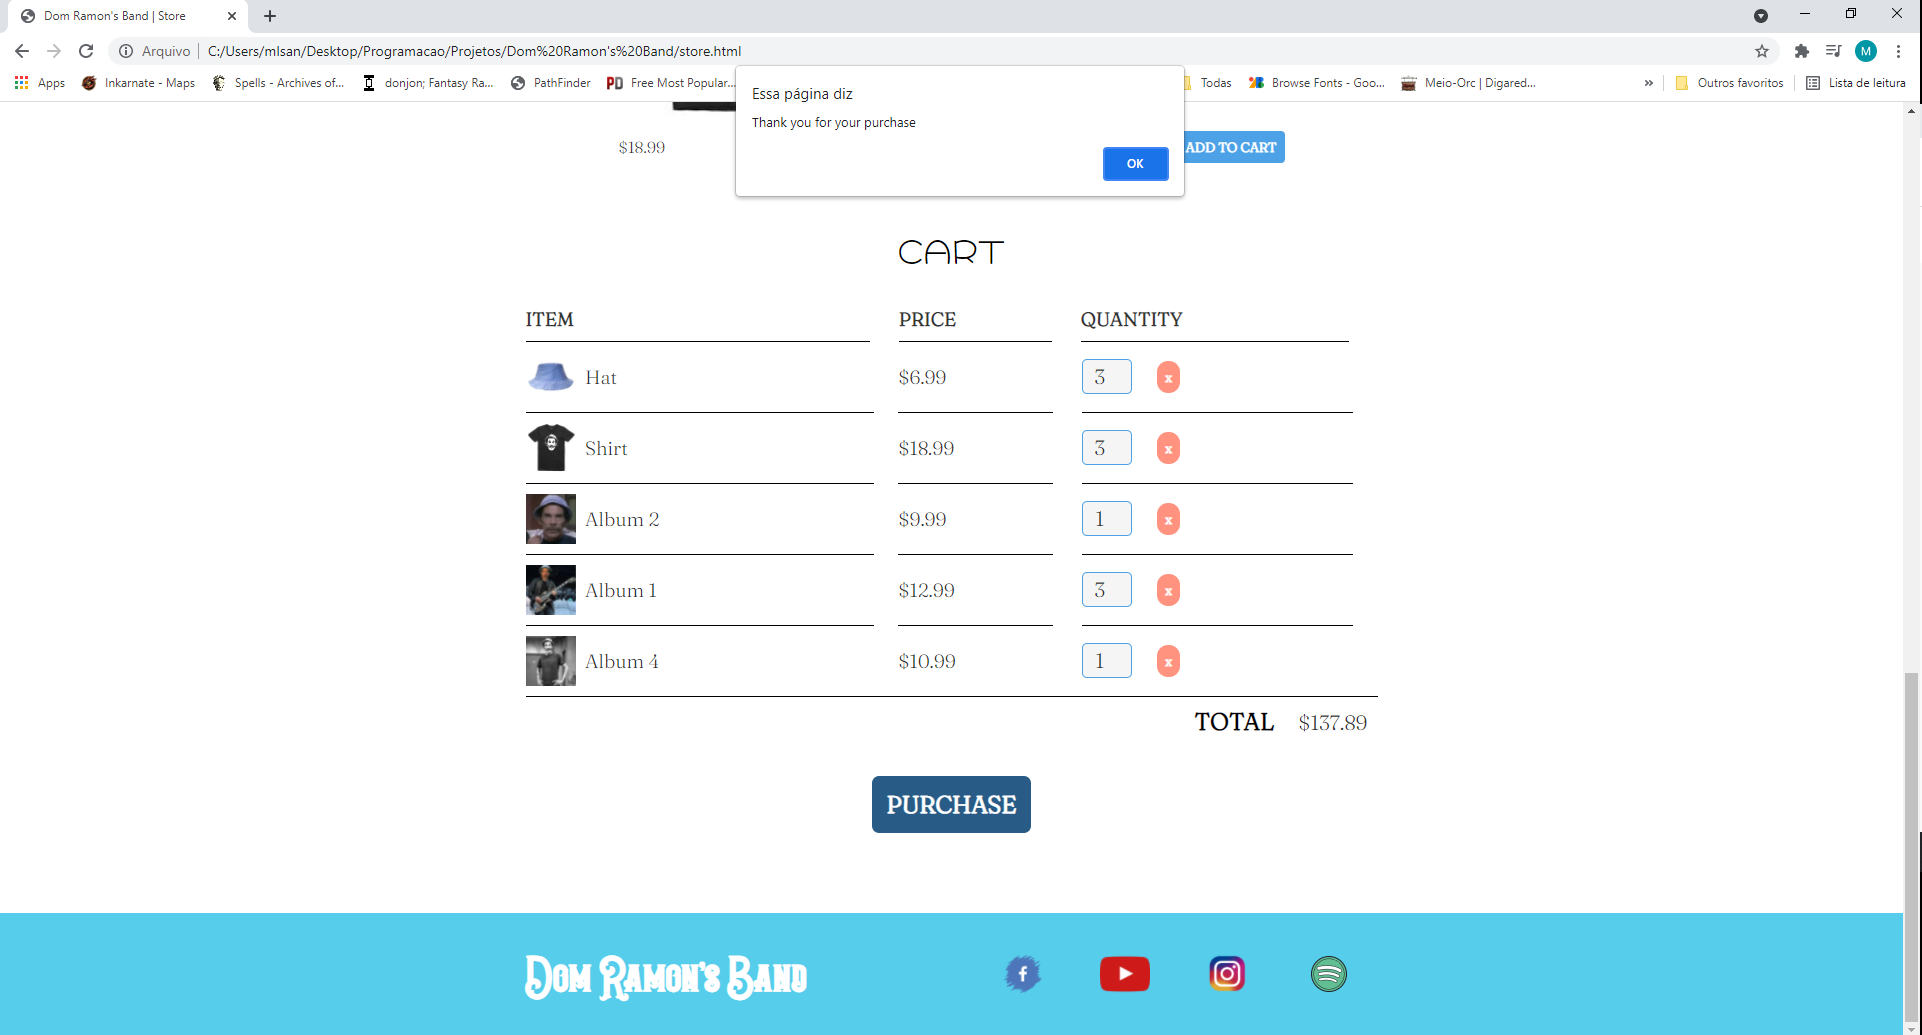 Dom Ramon's Band | Store
Arquivo | C:/Users/mlsan/Desktop/Programacao/Projetos/Dom%20Ramon's%20Band/store.html
M
Apps Inkarnate - Maps Spells - Archives of... donjon; Fantasy Ra... PathFinder PD Free Most Popular... Todas Browse Fonts - Goo... Meio-Orc | Digared... » Outros favoritos Lista de leitura
Essa página diz
Thank you for your purchase
OK
$18.99 ADD TO CART
CART
ITEM PRICE QUANTITY
Hat $6.99 3 x
Shirt $18.99 3 x
Album 2 $9.99 1 x
Album 1 $12.99 3 x
Album 4 $10.99 1 x
TOTAL $137.89
PURCHASE
Dom Ramon's Band f